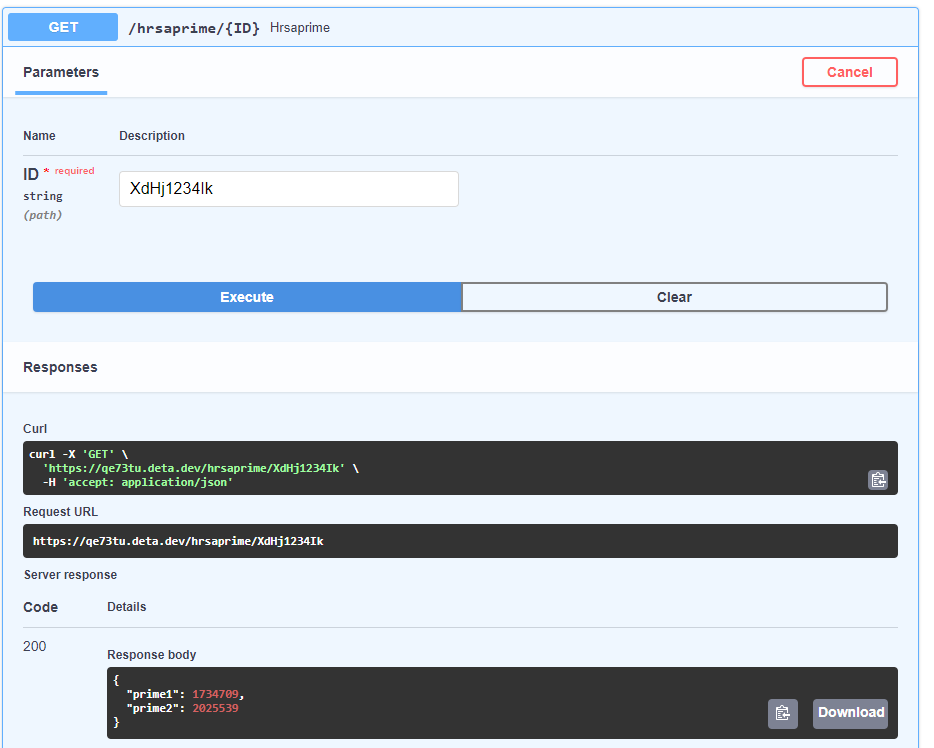 GET /hrsaprime/{ID} Hrsaprime
Parameters Cancel
Name Description
ID * required
string
(path)
XdHj1234Ik
Execute Clear
Responses
Curl
curl -X 'GET' \
'https://qe73tu.deta.dev/hrsaprime/XdHj1234Ik' \
-H 'accept: application/json'
Request URL
https://qe73tu.deta.dev/hrsaprime/XdHj1234Ik
Server response
Code Details
200
Response body
{
"prime1": 1734709,
"prime2": 2025539
}
Download